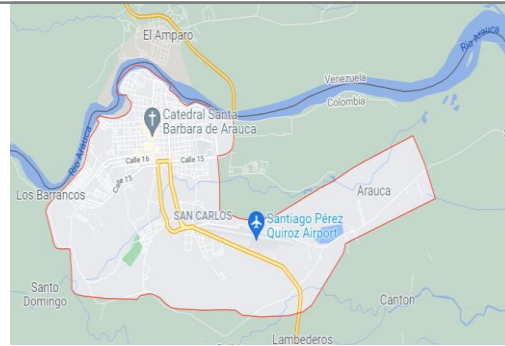 El Amparo
Río Arauca
Venezuela
Colombia
Catedral Santa
Barbara de Arauca
Río Arauca
Calle 16
Calle 15
Calle 15
Los Barrancos
Arauca
SAN CARLOS
Santiago Pérez
Quiroz Airport
Santo
Domingo
Canton
Lambederos